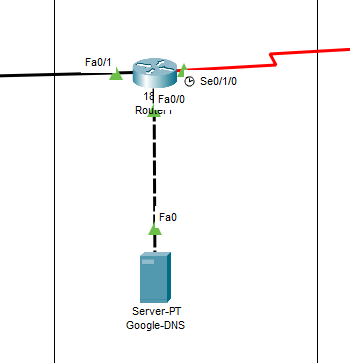 Fa0/1
Se0/1/0
Fa0/0
Fa0
Server-PT
Google-DNS